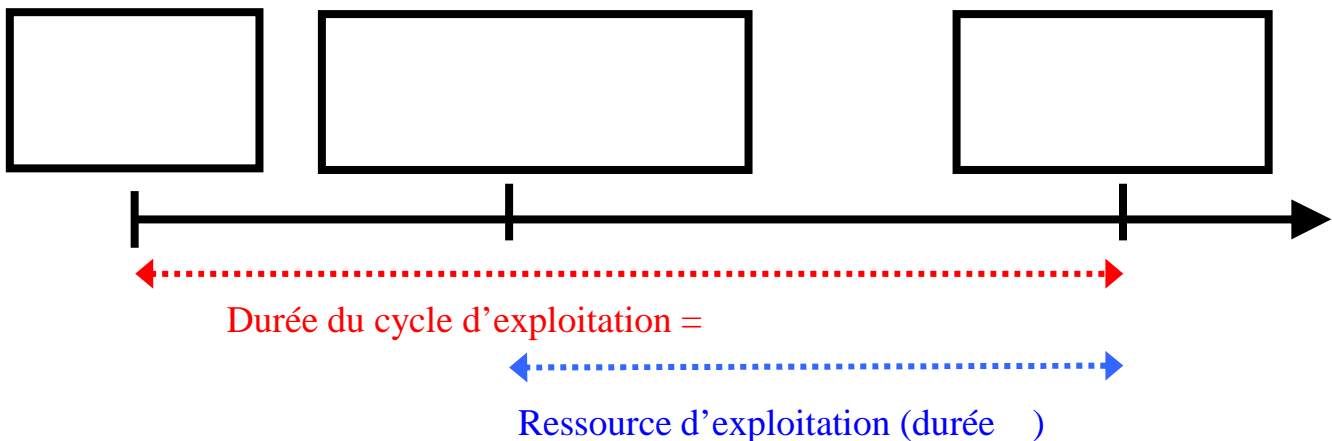 Durée du cycle d’exploitation =
Ressource d’exploitation (durée    )